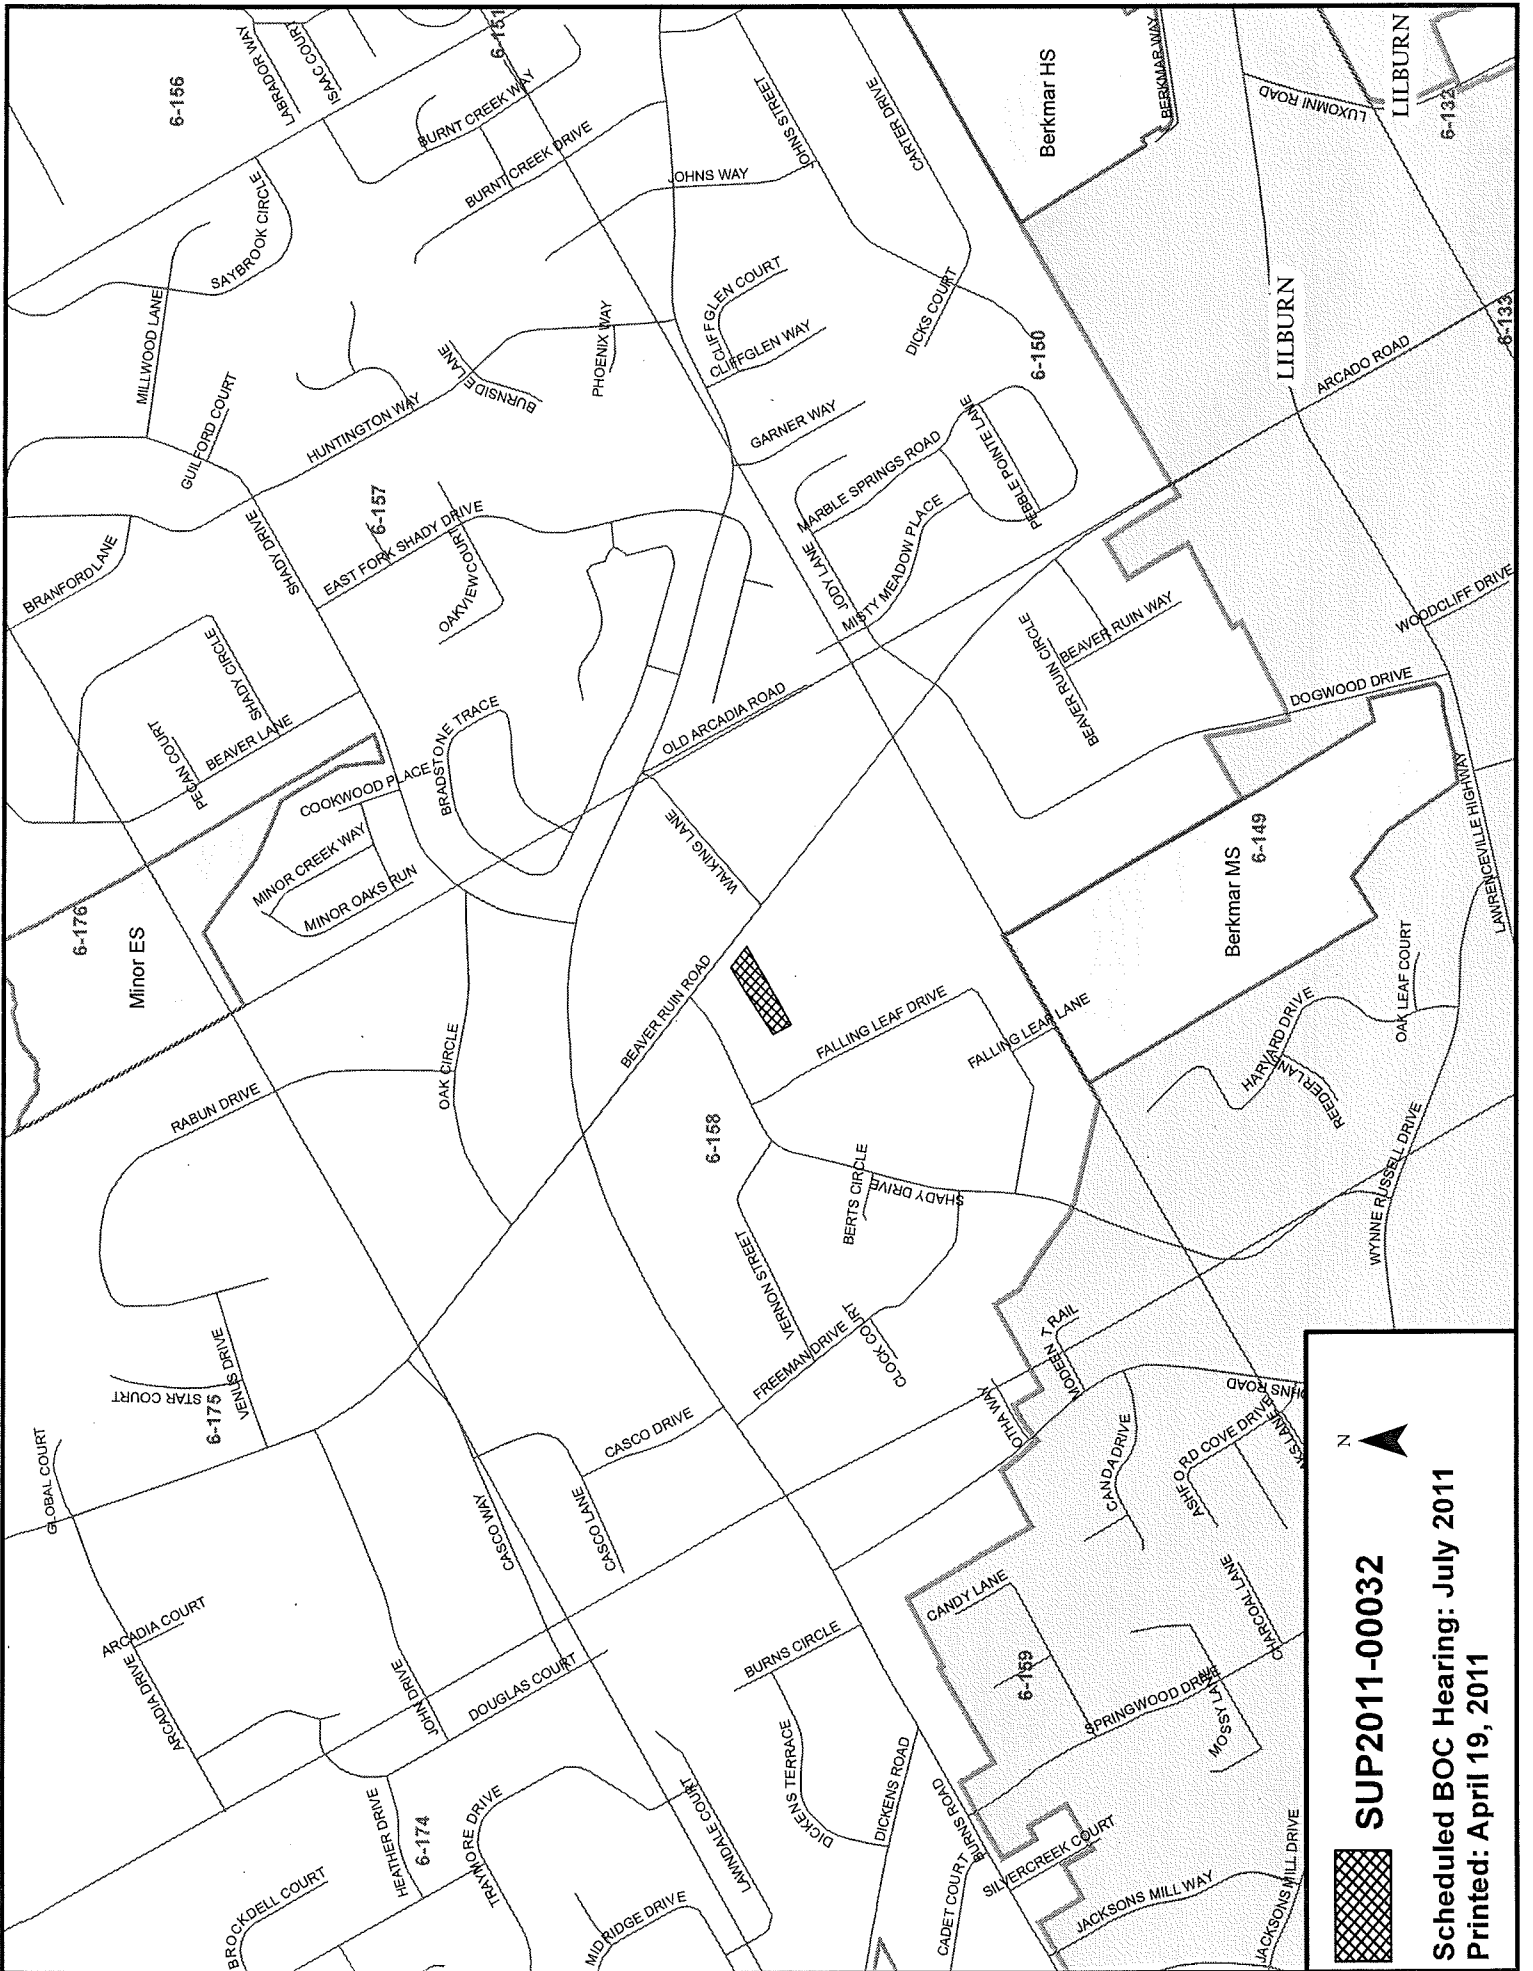 6-156
LABRADOR WAY
ISAAC COURT
6-151
BURNT CREEK WAY
BURNT CREEK DRIVE
JOHNS STREET
CARTER DRIVE
Berkmar HS
BERKMAR WAY
LUXOMNI ROAD
LILBURN
6-132
SAYBROOK CIRCLE
MILLWOOD LANE
JOHNS WAY
GUILFORD COURT
HUNTINGTON WAY
BURNSIDE LANE
PHOENIX WAY
CLIFFGLEN COURT
CLIFFGLEN WAY
DICKS COURT
6-150
LILBURN
ARCADO ROAD
6-133
GARNER WAY
MARBLE SPRINGS ROAD
PEBBLE POINTE LANE
BRANFORD LANE
SHADY DRIVE
6-157
EAST FORK SHADY DRIVE
OAKVIEW COURT
JODY LANE
MISTY MEADOW PLACE
SHADY CIRCLE
PECAN COURT
BEAVER LANE
BEAVER RUIN CIRCLE
BEAVER RUIN WAY
WOODCLIFF DRIVE
DOGWOOD DRIVE
OLD ARCADIA ROAD
BRADSTONE TRACE
COOKWOOD PLACE
MINOR CREEK WAY
MINOR OAKS RUN
WALKING LANE
6-176
Minor ES
6-149
Berkmar MS
LAWRENCEVILLE HIGHWAY
BEAVER RUIN ROAD
FALLING LEAF DRIVE
FALLING LEAF LANE
OAK LEAF COURT
HARVARD DRIVE
REEDER LANE
OAK CIRCLE
RABUN DRIVE
6-158
BERTS CIRCLE
SHADY DRIVE
WYNNE RUSSELL DRIVE
VERNON STREET
FREEMAN DRIVE
CLOCK COURT
MODEEN TRAIL
OTHA WAY
STAR COURT
VENUS DRIVE
6-175
GLOBAL COURT
CASCO DRIVE
CASCO WAY
CASCO LANE
CANDA DRIVE
ASHFORD COVE DRIVE
ARCADIA COURT
ARCADIA DRIVE
JOHN DRIVE
DOUGLAS COURT
BURNS CIRCLE
CANDY LANE
6-159
CHARCOAL LANE
SPRINGWOOD DRIVE
MOSSY LANE
DICKENS TERRACE
DICKENS ROAD
BURNS ROAD
HEATHER DRIVE
6-174
TRAYMORE DRIVE
LAWNDALE COURT
BROCKDELL COURT
MIDRIDGE DRIVE
CADET COURT
SILVERCREEK COURT
JACKSONS MILL WAY
JACKSONS MILL DRIVE
N
SUP2011-00032
Scheduled BOC Hearing: July 2011
Printed: April 19, 2011